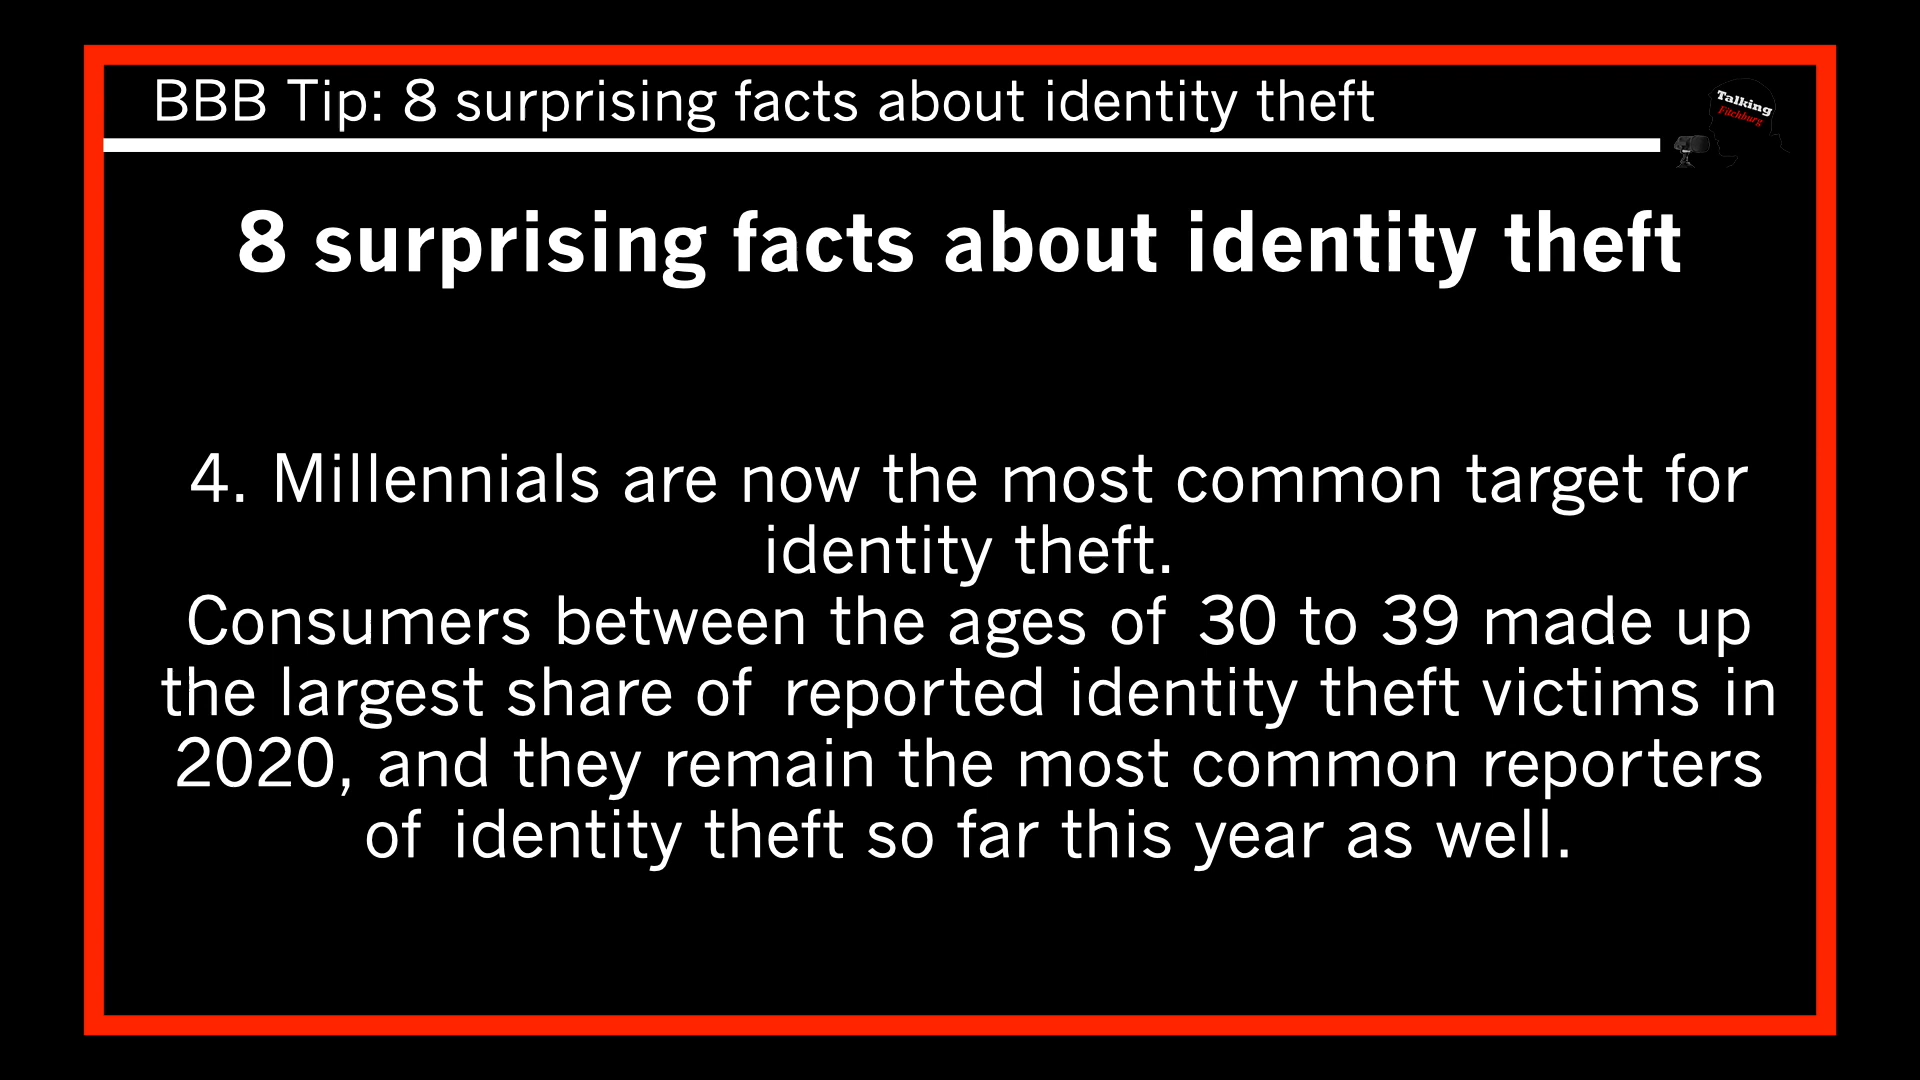 BBB Tip: 8 surprising facts about identity theft
Talking
Fitchburg
8 surprising facts about identity theft
4. Millennials are now the most common target for
identity theft.
Consumers between the ages of 30 to 39 made up
the largest share of reported identity theft victims in
2020, and they remain the most common reporters
of identity theft so far this year as well.